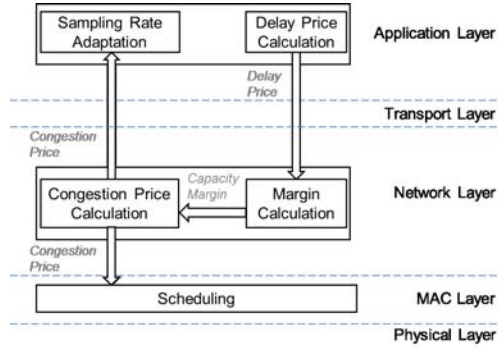 Sampling Rate
Adaptation
Delay Price
Calculation
Application Layer
Delay
Price
Transport Layer
Congestion
Price
Capacity
Margin
Congestion Price
Calculation
Margin
Calculation
Network Layer
Congestion
Price
Scheduling
MAC Layer
Physical Layer